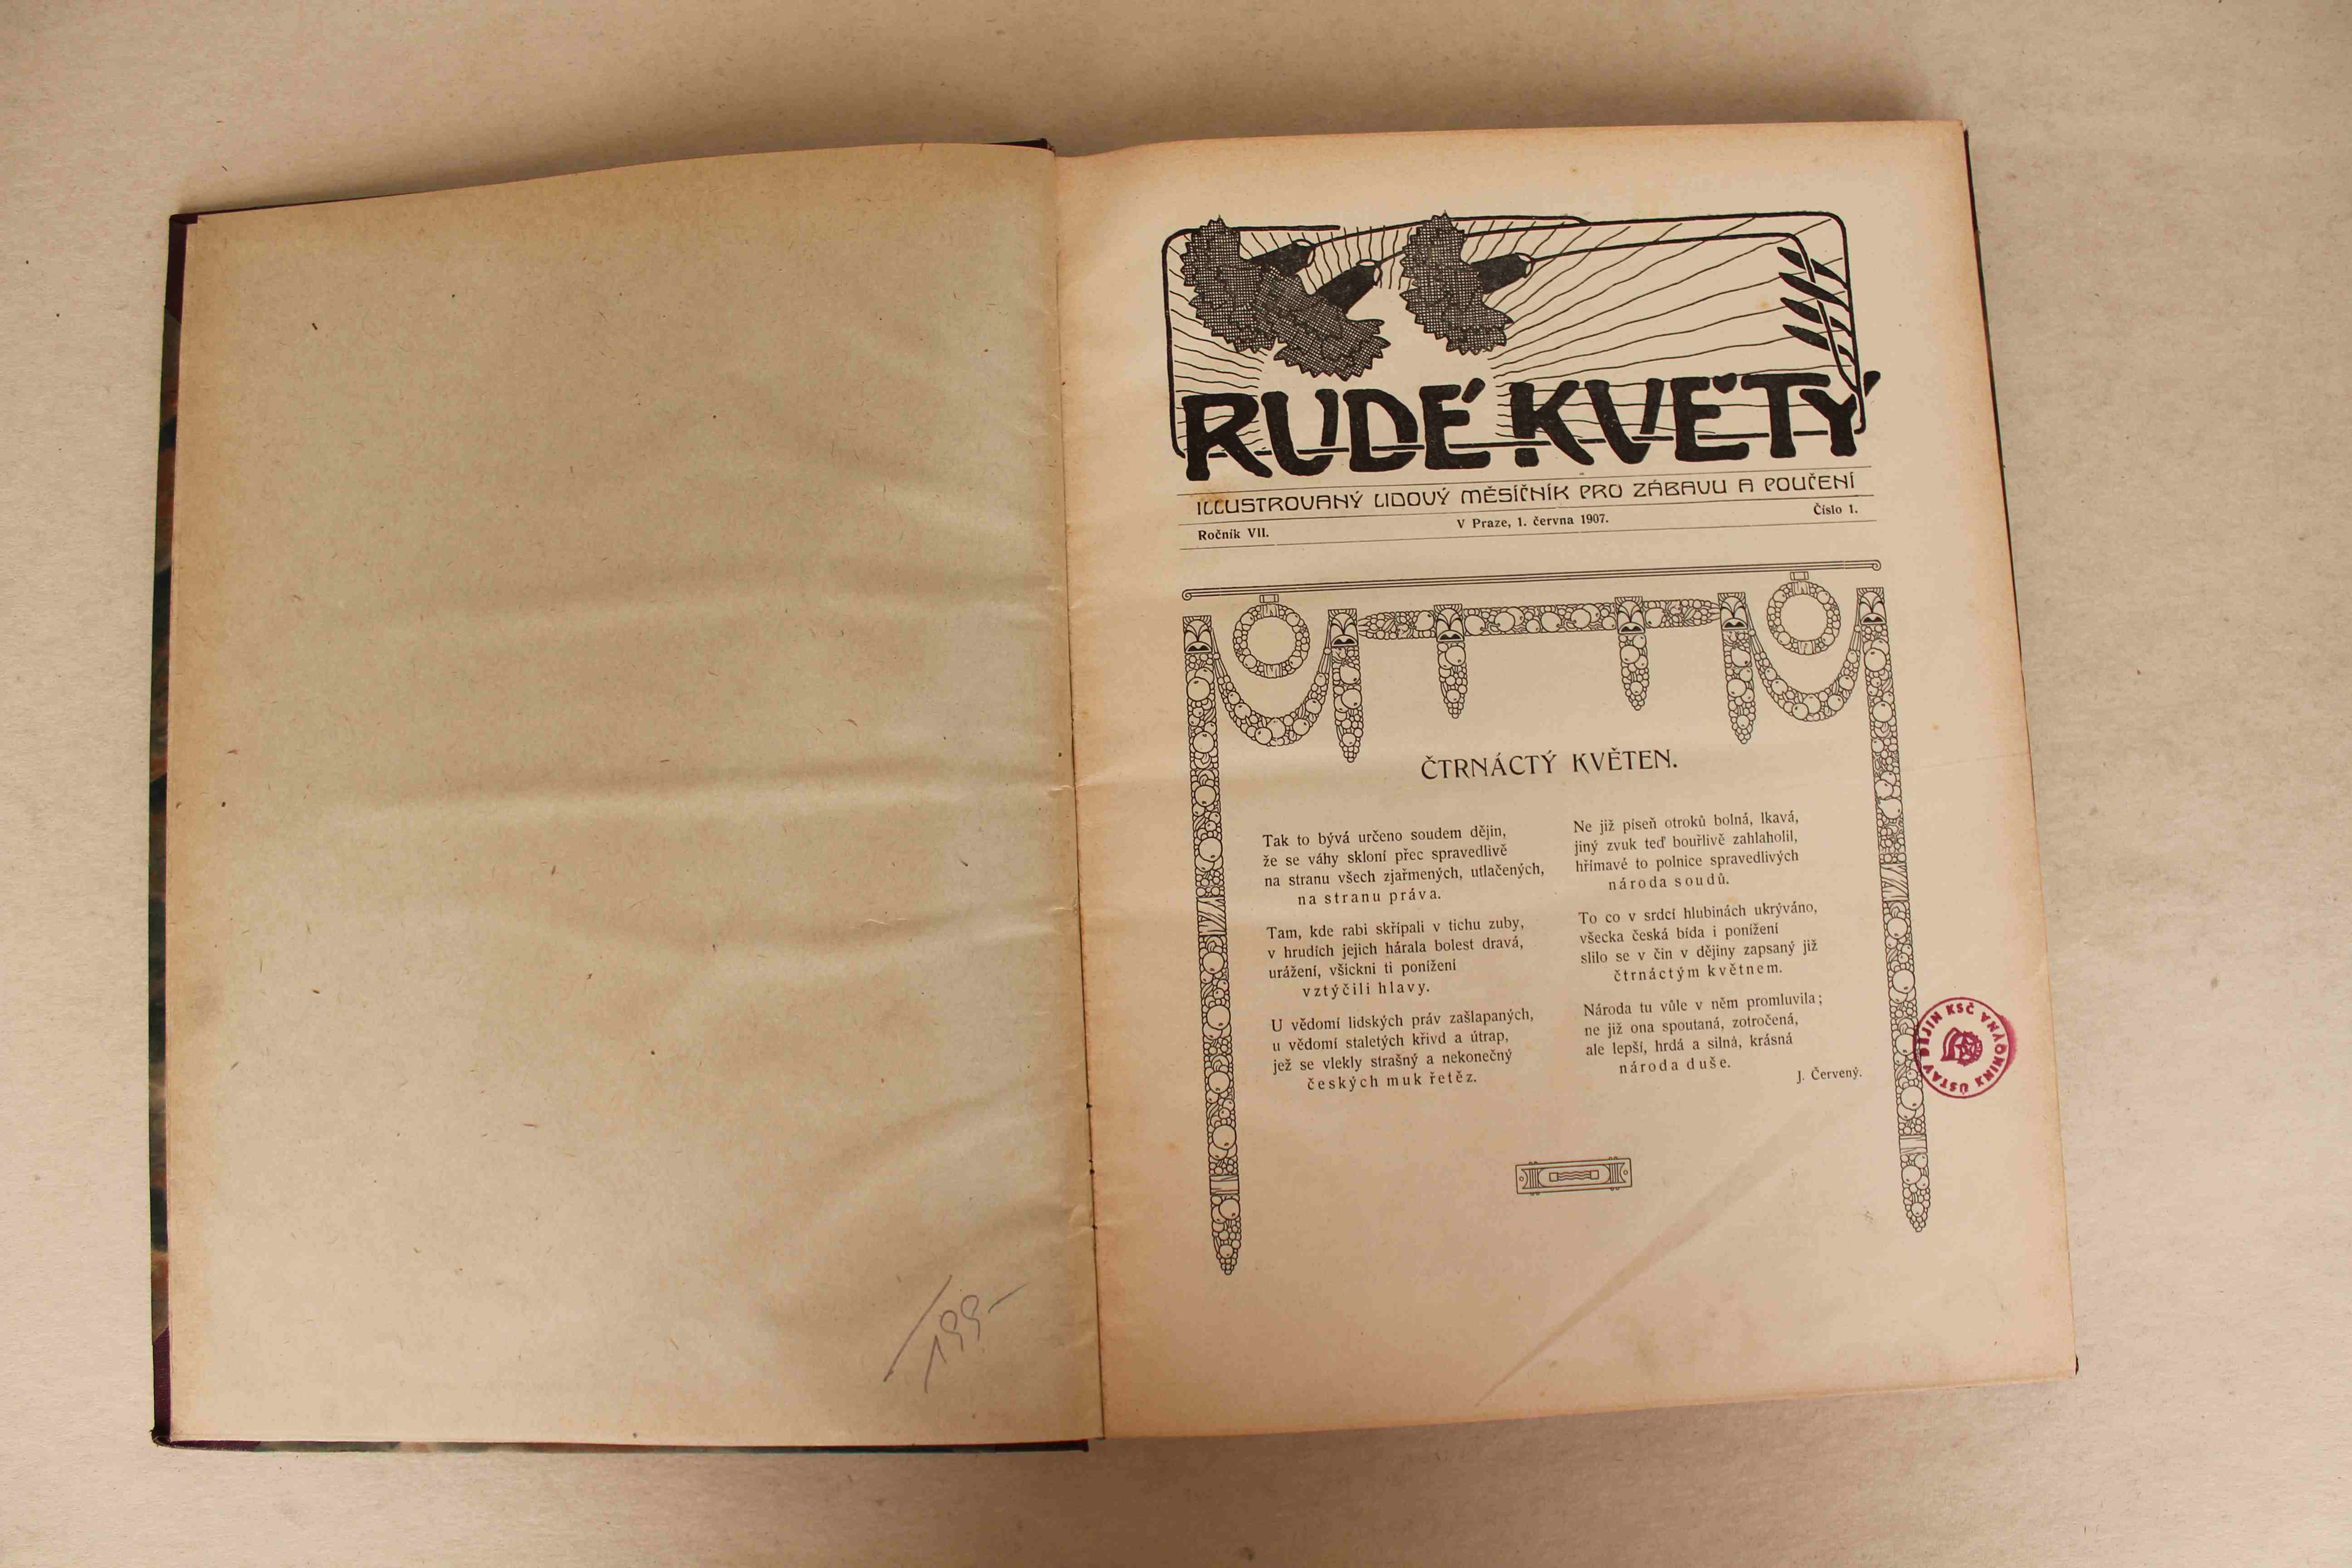 199-
RUDÉ KVĚTY
ILLUSTROVANÝ LIDOVÝ MĚSÍČNÍK PRO ZÁBAVU A POUČENÍ
Ročník VII. V Praze, 1. června 1907. Číslo 1.
ČTRNÁCTÝ KVĚTEN.
Tak to bývá určeno soudem dějin,
že se váhy skloní přec spravedlivě
na stranu všech zjařmených, utlačených,
na stranu práva.
Tam, kde rabi skřípali v tichu zuby,
v hrudích jejich hárala bolest dravá,
urážení, všickni ti ponížení
vztýčili hlavy.
U vědomí lidských práv zašlapaných,
u vědomí staletých křivd a útrap,
jež se vlekly strašný a nekonečný
českých muk řetěz.
Ne již píseň otroků bolná, lkavá,
jiný zvuk teď bouřlivě zahlaholil,
hřímavé to polnice spravedlivých
národa soudů.
To co v srdcí hlubinách ukrýváno,
všecka česká bída i ponížení
slilo se v čin v dějiny zapsaný již
čtrnáctým květnem.
Národa tu vůle v něm promluvila;
ne již ona spoutaná, zotročená,
ale lepší, hrdá a silná, krásná
národa duše.
J. Červený.
ÚSTAV DĚJIN KSČ KNIHOVNA